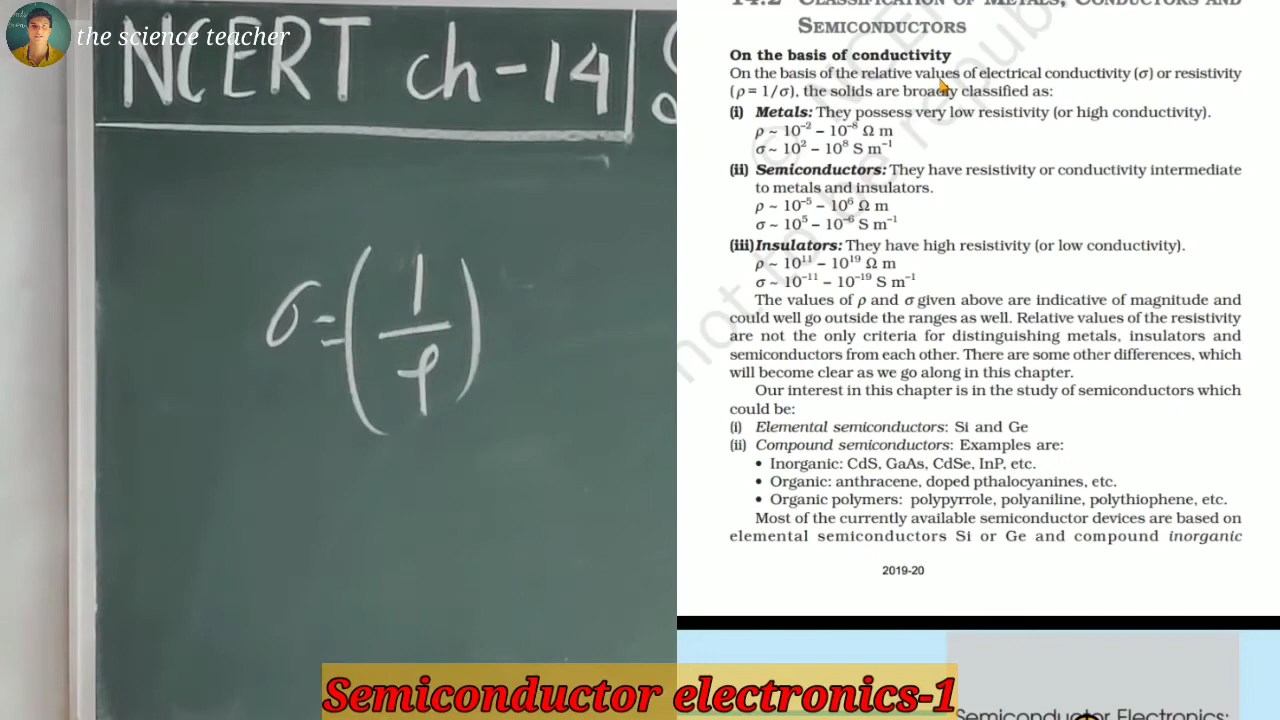 the science teacher
NCERT ch-14
σ = (1/ρ)
14.2 CLASSIFICATION OF METALS, CONDUCTORS AND
SEMICONDUCTORS
On the basis of conductivity
On the basis of the relative values of electrical conductivity (σ) or resistivity
(ρ = 1/σ), the solids are broadly classified as:
(i) Metals: They possess very low resistivity (or high conductivity).
ρ ~ 10⁻² – 10⁻⁸ Ω m
σ ~ 10² – 10⁸ S m⁻¹
(ii) Semiconductors: They have resistivity or conductivity intermediate
to metals and insulators.
ρ ~ 10⁻⁵ – 10⁶ Ω m
σ ~ 10⁵ – 10⁻⁶ S m⁻¹
(iii) Insulators: They have high resistivity (or low conductivity).
ρ ~ 10¹¹ – 10¹⁹ Ω m
σ ~ 10⁻¹¹ – 10⁻¹⁹ S m⁻¹
The values of ρ and σ given above are indicative of magnitude and
could well go outside the ranges as well. Relative values of the resistivity
are not the only criteria for distinguishing metals, insulators and
semiconductors from each other. There are some other differences, which
will become clear as we go along in this chapter.
Our interest in this chapter is in the study of semiconductors which
could be:
(i) Elemental semiconductors: Si and Ge
(ii) Compound semiconductors: Examples are:
• Inorganic: CdS, GaAs, CdSe, InP, etc.
• Organic: anthracene, doped pthalocyanines, etc.
• Organic polymers: polypyrrole, polyaniline, polythiophene, etc.
Most of the currently available semiconductor devices are based on
elemental semiconductors Si or Ge and compound inorganic
2019-20
Semiconductor electronics-1
Semiconductor Electronics: